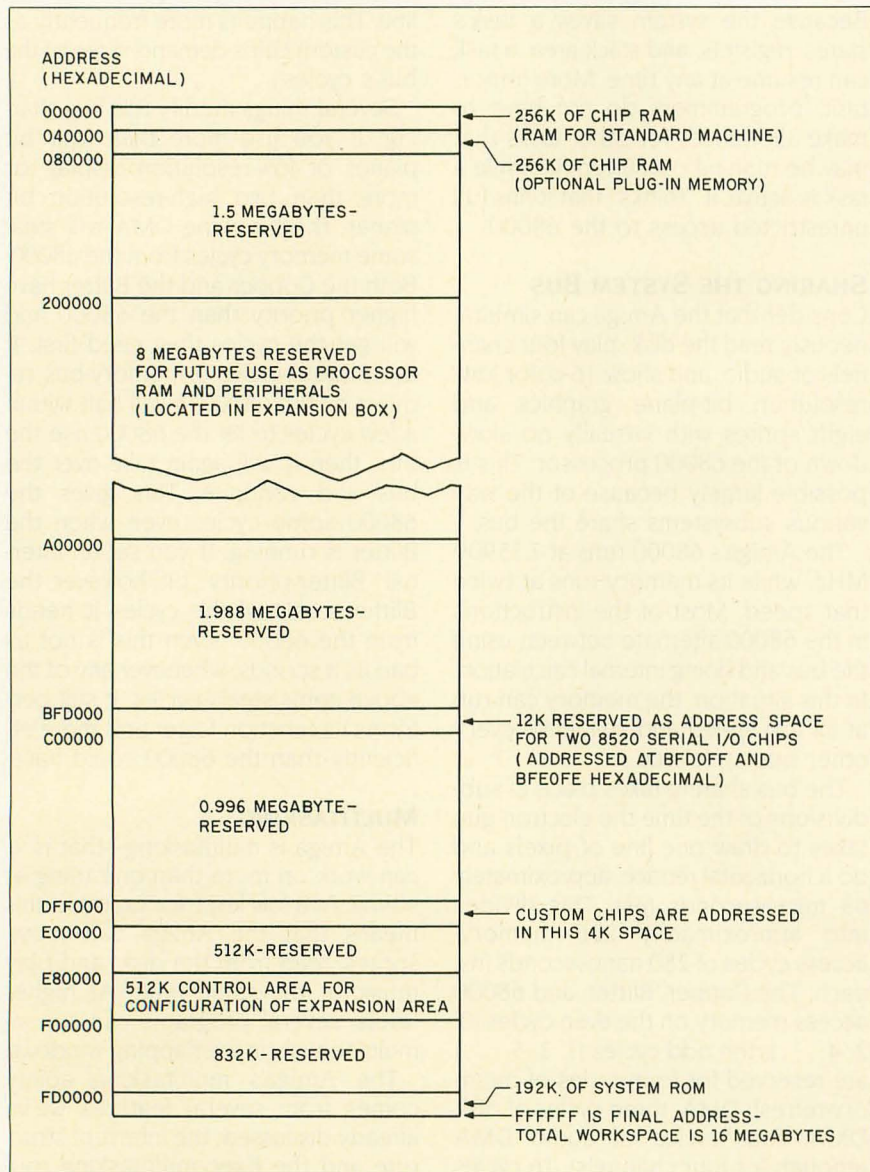 ADDRESS
(HEXADECIMAL)
000000
256K OF CHIP RAM
(RAM FOR STANDARD MACHINE)
040000
256K OF CHIP RAM
(OPTIONAL PLUG-IN MEMORY)
080000
1.5 MEGABYTES-
RESERVED
200000
8 MEGABYTES RESERVED
FOR FUTURE USE AS PROCESSOR
RAM AND PERIPHERALS
(LOCATED IN EXPANSION BOX)
A00000
1.988 MEGABYTES-
RESERVED
BFD000
12K RESERVED AS ADDRESS SPACE
FOR TWO 8520 SERIAL I/O CHIPS
(ADDRESSED AT BFD0FF AND
BFE0FE HEXADECIMAL)
C00000
0.996 MEGABYTE-
RESERVED
DFF000
CUSTOM CHIPS ARE ADDRESSED
IN THIS 4K SPACE
E00000
512K-RESERVED
E80000
512K CONTROL AREA FOR
CONFIGURATION OF EXPANSION AREA
F00000
832K-RESERVED
FD0000
192K OF SYSTEM ROM
FFFFFF IS FINAL ADDRESS-
TOTAL WORKSPACE IS 16 MEGABYTES